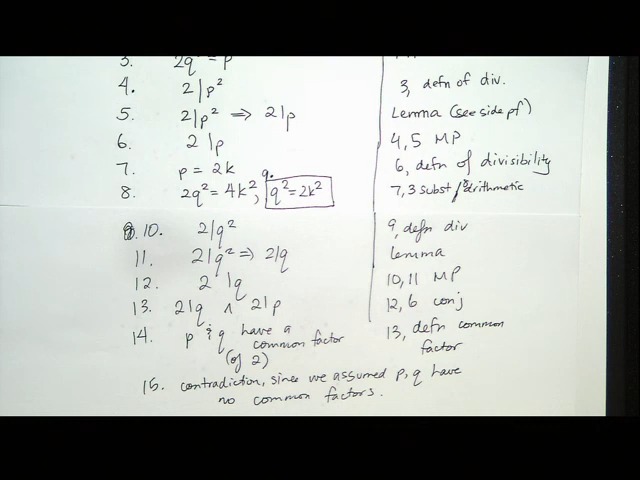 3. 2q² = p
4. 2|p² 3, defn of div.
5. 2|p² ⟹ 2|p Lemma (see side pf)
6. 2|p 4,5 MP
7. p = 2k 6, defn of divisibility
8. 2q² = 4k², 9. q² = 2k² 7,3 subst & arithmetic
10. 2|q² 9, defn div
11. 2|q² ⟹ 2|q Lemma
12. 2|q 10,11 MP
13. 2|q ∧ 2|p 12,6 conj
14. p & q have a common factor (of 2) 13, defn common factor
15. contradiction, since we assumed p, q have
no common factors.